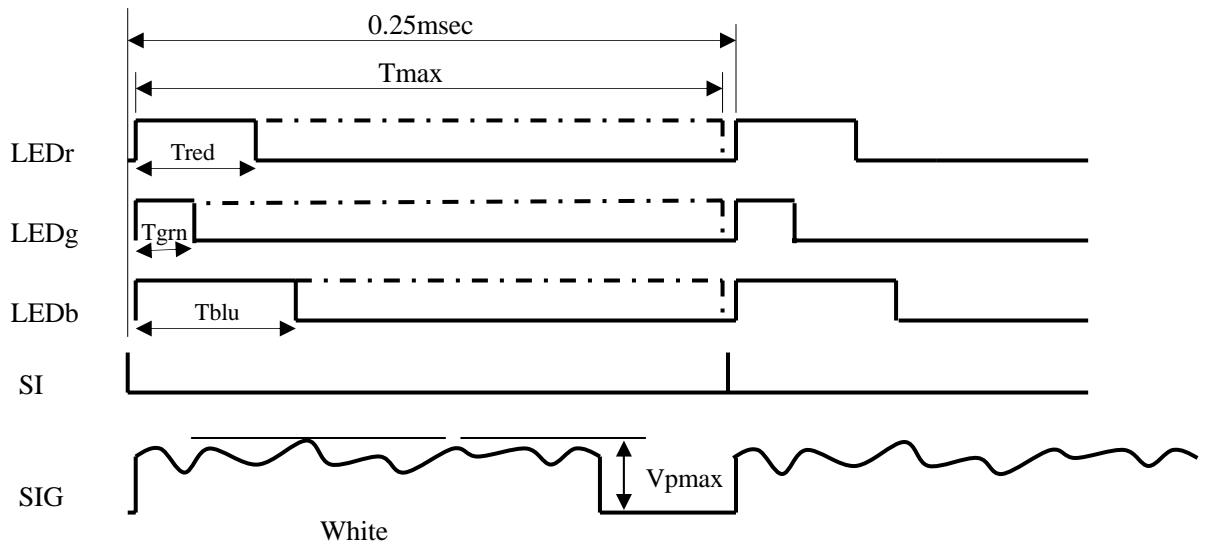 0.25msec
Tmax
LEDr
Tred
LEDg
Tgrn
LEDb
Tblu
SI
SIG
Vpmax
White